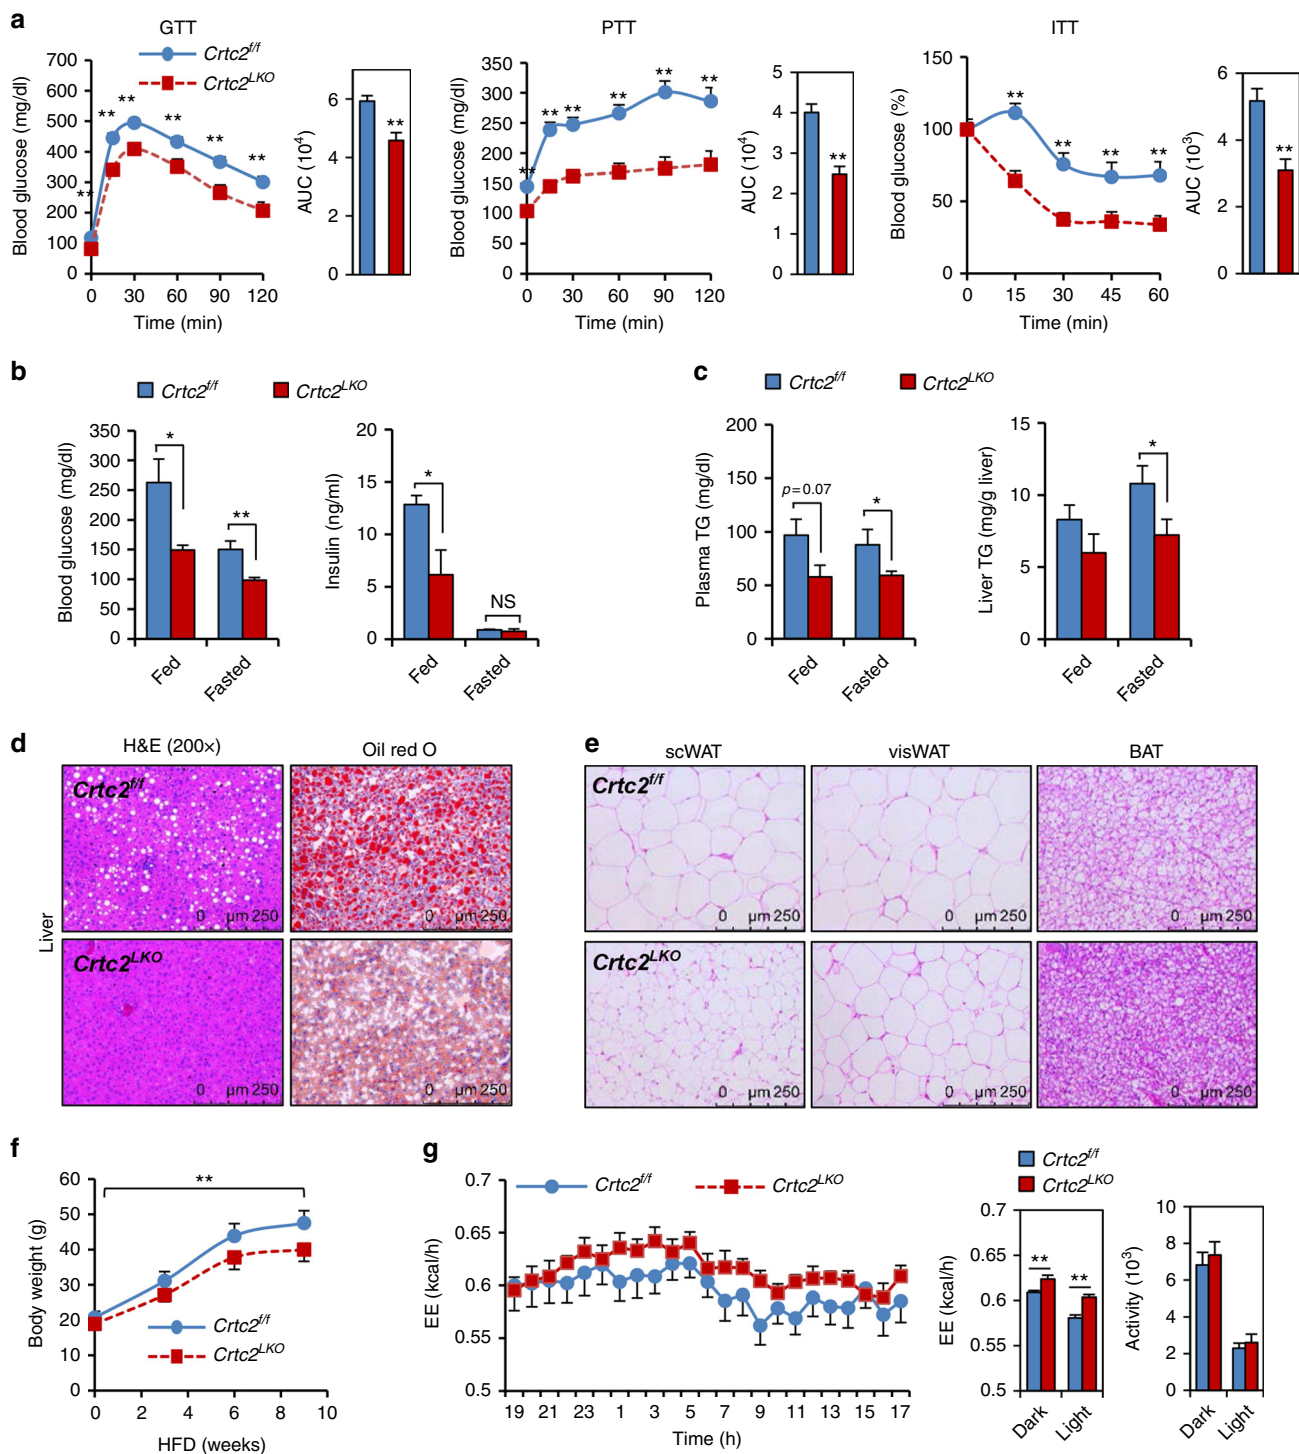 a
GTT
PTT
ITT
Crtc2f/f
Crtc2LKO
Blood glucose (mg/dl)
700
600
500
400
300
200
100
0
** ** ** ** ** **
0 30 60 90 120
Time (min)
AUC (10⁴)
6
4
2
0
**
Blood glucose (mg/dl)
350
300
250
200
150
100
50
0
** ** ** ** ** **
0 30 60 90 120
Time (min)
AUC (10⁴)
5
4
3
2
1
0
**
Blood glucose (%)
150
100
50
0
** ** ** **
0 15 30 45 60
Time (min)
AUC (10³)
6
4
2
0
**
b
Crtc2f/f
Crtc2LKO
Blood glucose (mg/dl)
350
300
250
200
150
100
50
0
*
**
Fed
Fasted
Insulin (ng/ml)
20
15
10
5
0
*
NS
Fed
Fasted
c
Crtc2f/f
Crtc2LKO
Plasma TG (mg/dl)
200
150
100
50
0
p=0.07
*
Fed
Fasted
Liver TG (mg/g liver)
15
10
5
0
*
Fed
Fasted
d
H&E (200×)
Oil red O
Liver
Crtc2f/f
0 µm 250
0 µm 250
Crtc2LKO
0 µm 250
0 µm 250
e
scWAT
visWAT
BAT
Crtc2f/f
0 µm 250
0 µm 250
0 µm 250
Crtc2LKO
0 µm 250
0 µm 250
0 µm 250
f
Body weight (g)
60
50
40
30
20
10
0
**
Crtc2f/f
Crtc2LKO
0 2 4 6 8 10
HFD (weeks)
g
EE (kcal/h)
0.7
0.65
0.6
0.55
0.5
Crtc2f/f
Crtc2LKO
19 21 23 1 3 5 7 9 11 13 15 17
Time (h)
Crtc2f/f
Crtc2LKO
EE (kcal/h)
0.7
0.65
0.6
0.55
0.5
**
**
Dark
Light
Activity (10³)
10
8
6
4
2
0
Dark
Light